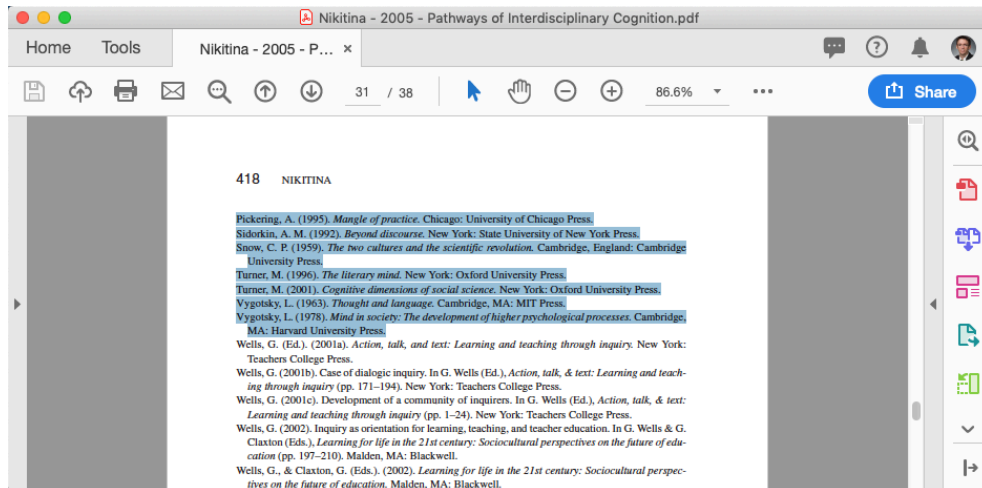 Nikitina - 2005 - Pathways of Interdisciplinary Cognition.pdf
Home Tools Nikitina - 2005 - P... ×
31 / 38 86.6% Share
418 NIKITINA
Pickering, A. (1995). Mangle of practice. Chicago: University of Chicago Press.
Sidorkin, A. M. (1992). Beyond discourse. New York: State University of New York Press.
Snow, C. P. (1959). The two cultures and the scientific revolution. Cambridge, England: Cambridge
University Press.
Turner, M. (1996). The literary mind. New York: Oxford University Press.
Turner, M. (2001). Cognitive dimensions of social science. New York: Oxford University Press.
Vygotsky, L. (1963). Thought and language. Cambridge, MA: MIT Press.
Vygotsky, L. (1978). Mind in society: The development of higher psychological processes. Cambridge,
MA: Harvard University Press.
Wells, G. (Ed.). (2001a). Action, talk, and text: Learning and teaching through inquiry. New York:
Teachers College Press.
Wells, G. (2001b). Case of dialogic inquiry. In G. Wells (Ed.), Action, talk, & text: Learning and teach-
ing through inquiry (pp. 171–194). New York: Teachers College Press.
Wells, G. (2001c). Development of a community of inquirers. In G. Wells (Ed.), Action, talk, & text:
Learning and teaching through inquiry (pp. 1–24). New York: Teachers College Press.
Wells, G. (2002). Inquiry as orientation for learning, teaching, and teacher education. In G. Wells & G.
Claxton (Eds.), Learning for life in the 21st century: Sociocultural perspectives on the future of edu-
cation (pp. 197–210). Malden, MA: Blackwell.
Wells, G., & Claxton, G. (Eds.). (2002). Learning for life in the 21st century: Sociocultural perspec-
tives on the future of education. Malden, MA: Blackwell.